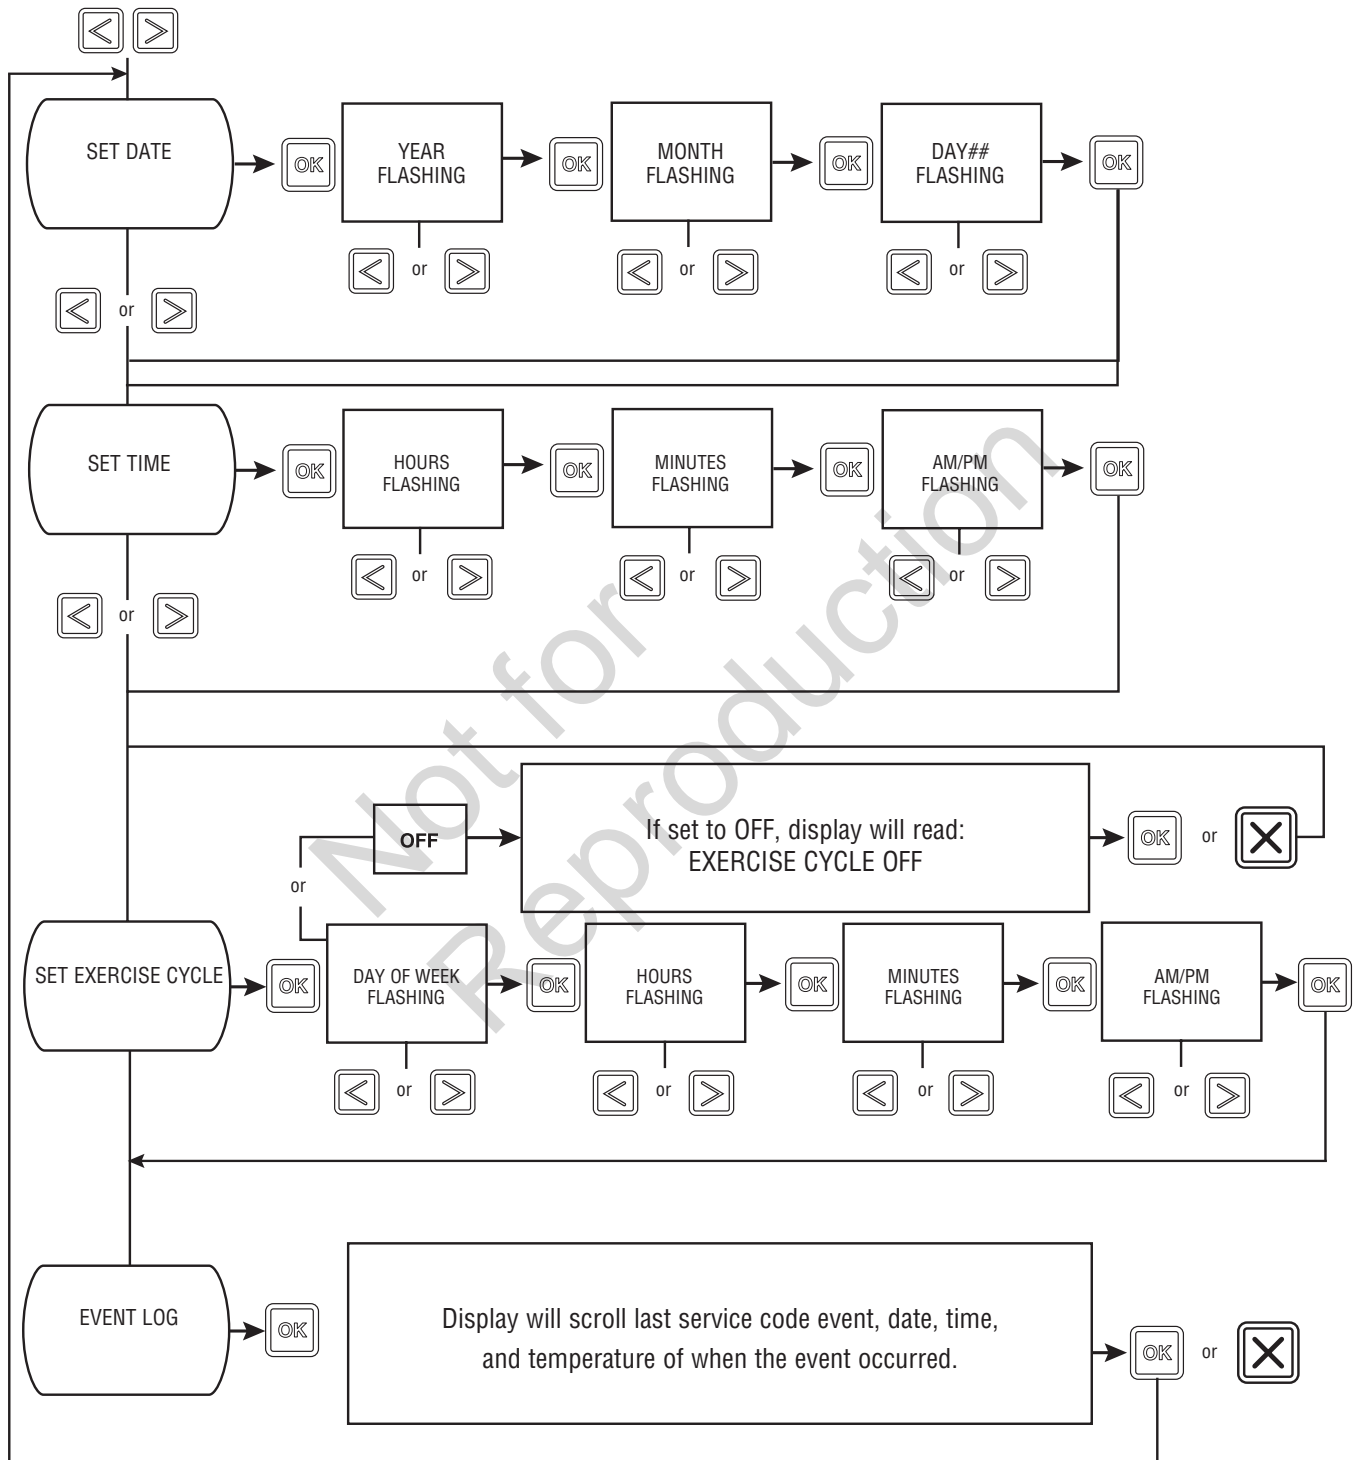 SET DATE
OK
YEAR
FLASHING
OK
MONTH
FLASHING
OK
DAY##
FLASHING
OK
or
or
or
or
SET TIME
OK
HOURS
FLASHING
OK
MINUTES
FLASHING
OK
AM/PM
FLASHING
OK
or
or
or
or
Not for
Reproduction
OFF
If set to OFF, display will read:
EXERCISE CYCLE OFF
OK
or
or
SET EXERCISE CYCLE
OK
DAY OF WEEK
FLASHING
OK
HOURS
FLASHING
OK
MINUTES
FLASHING
OK
AM/PM
FLASHING
OK
or
or
or
or
EVENT LOG
OK
Display will scroll last service code event, date, time,
and temperature of when the event occurred.
OK
or